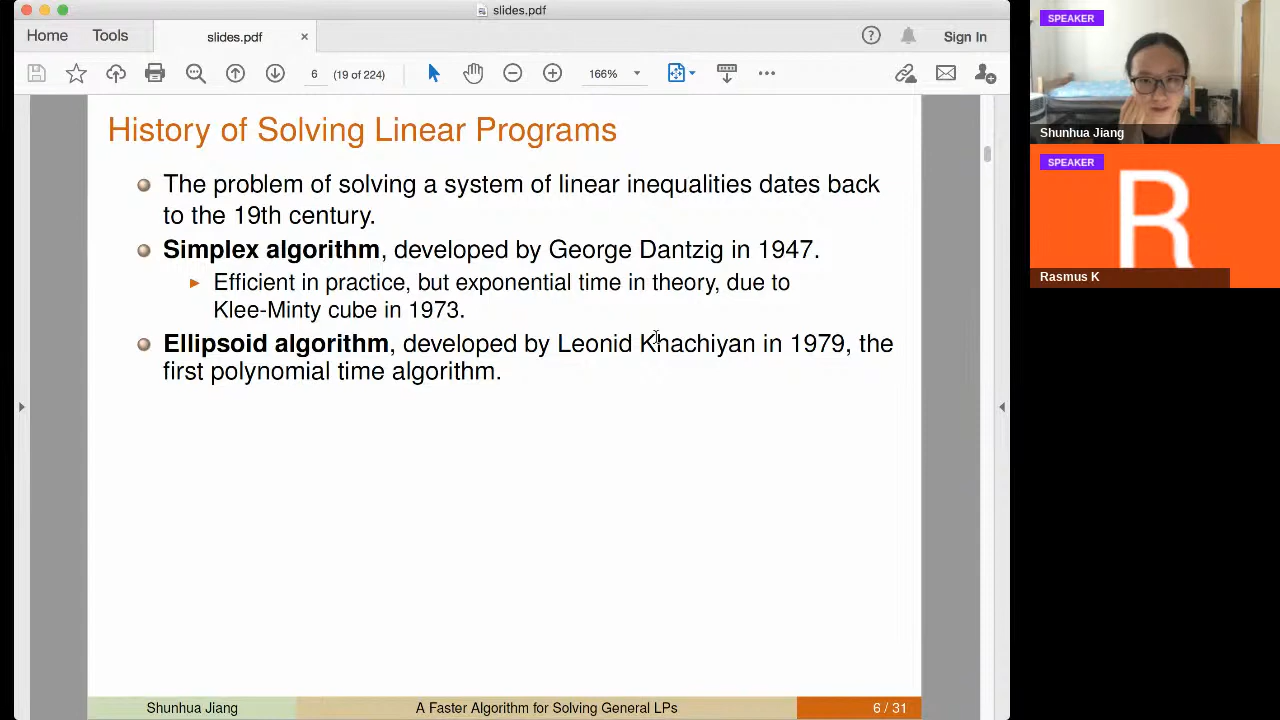 slides.pdf
Home Tools slides.pdf × ? Sign In
6 (19 of 224) 166%
History of Solving Linear Programs
The problem of solving a system of linear inequalities dates back
to the 19th century.
Simplex algorithm, developed by George Dantzig in 1947.
Efficient in practice, but exponential time in theory, due to
Klee-Minty cube in 1973.
Ellipsoid algorithm, developed by Leonid Khachiyan in 1979, the
first polynomial time algorithm.
Shunhua Jiang A Faster Algorithm for Solving General LPs 6 / 31
SPEAKER
Shunhua Jiang
SPEAKER
R
Rasmus K